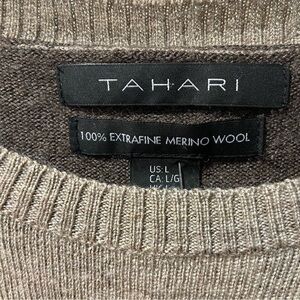 TAHARI
100% EXTRAFINE MERINO WOOL
US: L
CA: L/G